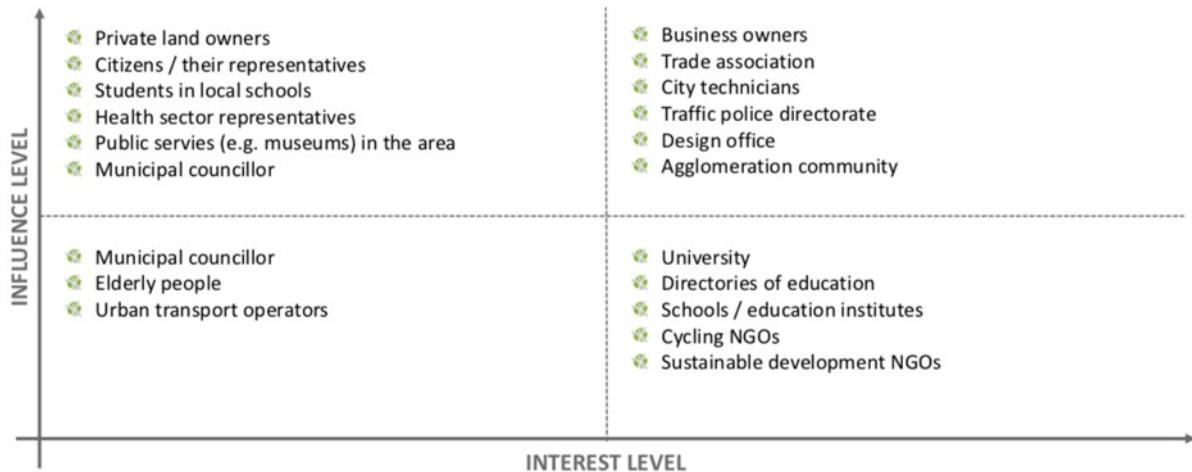 INFLUENCE LEVEL
Private land owners
Citizens / their representatives
Students in local schools
Health sector representatives
Public servies (e.g. museums) in the area
Municipal councillor
Business owners
Trade association
City technicians
Traffic police directorate
Design office
Agglomeration community
Municipal councillor
Elderly people
Urban transport operators
University
Directories of education
Schools / education institutes
Cycling NGOs
Sustainable development NGOs
INTEREST LEVEL